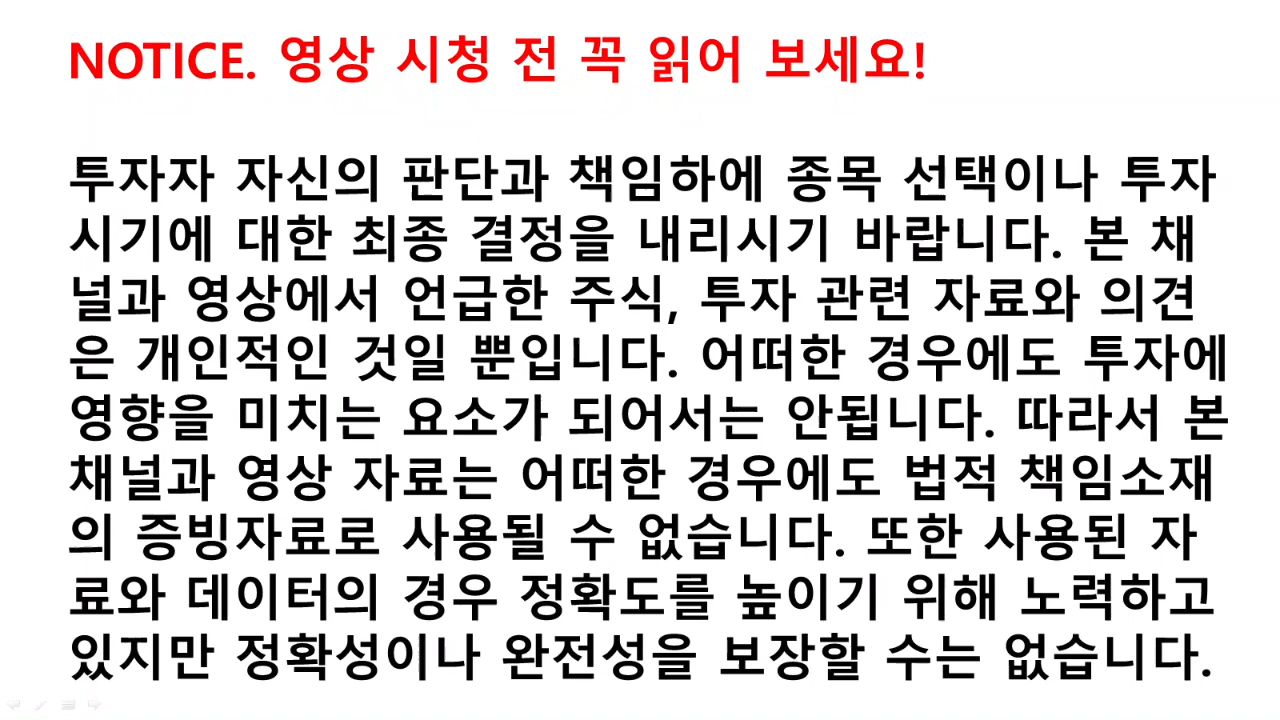 NOTICE. 영상 시청 전 꼭 읽어 보세요!
투자자 자신의 판단과 책임하에 종목 선택이나 투자
시기에 대한 최종 결정을 내리시기 바랍니다. 본 채
널과 영상에서 언급한 주식, 투자 관련 자료와 의견
은 개인적인 것일 뿐입니다. 어떠한 경우에도 투자에
영향을 미치는 요소가 되어서는 안됩니다. 따라서 본
채널과 영상 자료는 어떠한 경우에도 법적 책임소재
의 증빙자료로 사용될 수 없습니다. 또한 사용된 자
료와 데이터의 경우 정확도를 높이기 위해 노력하고
있지만 정확성이나 완전성을 보장할 수는 없습니다.